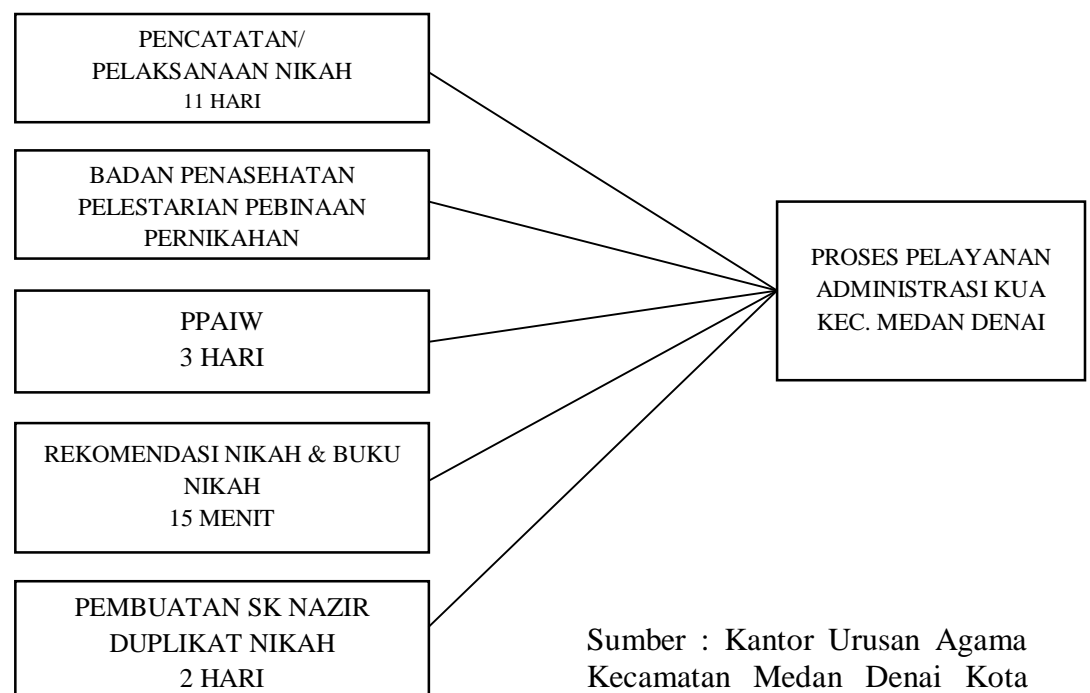 PENCATATAN/
PELAKSANAAN NIKAH
11 HARI
BADAN PENASEHATAN
PELESTARIAN PEBINAAN
PERNIKAHAN
PPAIW
3 HARI
REKOMENDASI NIKAH & BUKU
NIKAH
15 MENIT
PEMBUATAN SK NAZIR
DUPLIKAT NIKAH
2 HARI
PROSES PELAYANAN
ADMINISTRASI KUA
KEC. MEDAN DENAI
Sumber : Kantor Urusan Agama
Kecamatan Medan Denai Kota